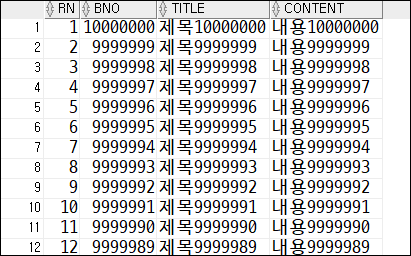 RN BNO TITLE CONTENT
1 1 10000000 제목10000000 내용10000000
2 2 9999999 제목9999999 내용9999999
3 3 9999998 제목9999998 내용9999998
4 4 9999997 제목9999997 내용9999997
5 5 9999996 제목9999996 내용9999996
6 6 9999995 제목9999995 내용9999995
7 7 9999994 제목9999994 내용9999994
8 8 9999993 제목9999993 내용9999993
9 9 9999992 제목9999992 내용9999992
10 10 9999991 제목9999991 내용9999991
11 11 9999990 제목9999990 내용9999990
12 12 9999989 제목9999989 내용9999989